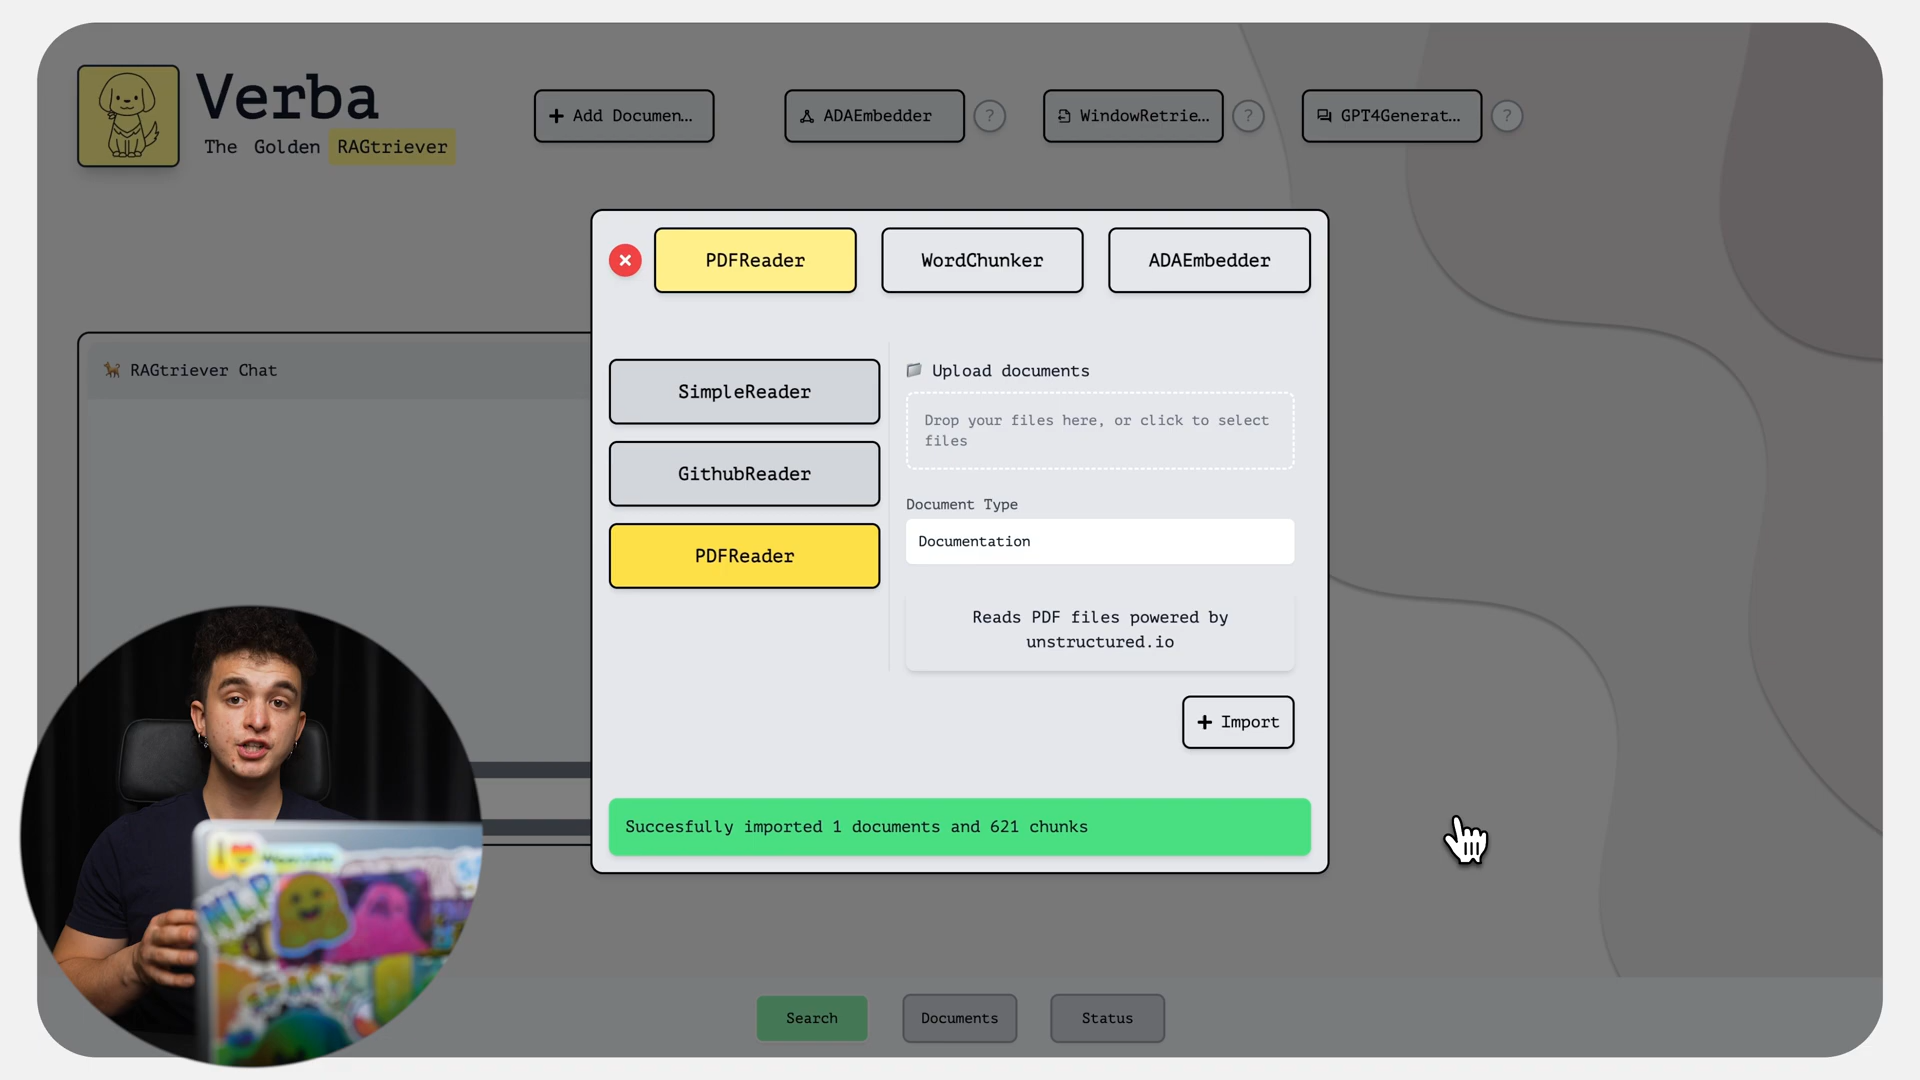 Verba
The Golden RAGtriever
Add Documen...
ADAEmbedder
?
WindowRetrie...
?
GPT4Generat...
?
PDFReader
WordChunker
ADAEmbedder
RAGtriever Chat
SimpleReader
GithubReader
PDFReader
Upload documents
Drop your files here, or click to select
files
Document Type
Documentation
Reads PDF files powered by
unstructured.io
Import
Succesfully imported 1 documents and 621 chunks
NLP
Search
Documents
Status